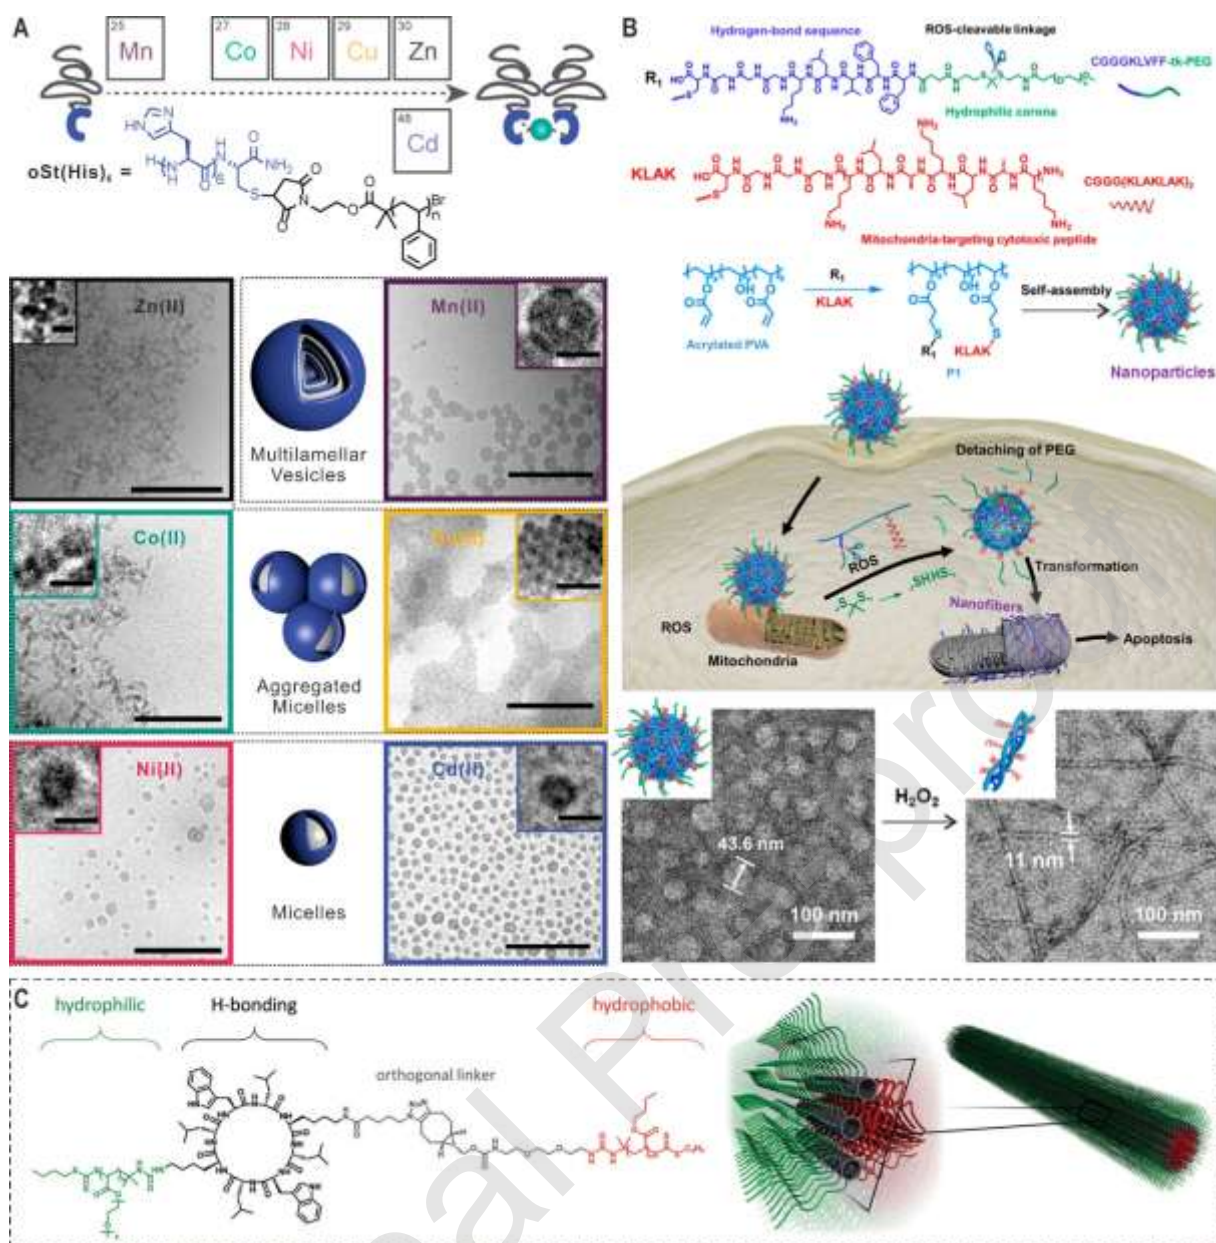 A
25
Mn
27
Co
28
Ni
29
Cu
30
Zn
48
Cd
oSt(His)₆ =
Zn(II)
Multilamellar
Vesicles
Mn(II)
Co(II)
Aggregated
Micelles
Ni(II)
Micelles
Cd(II)
B
Hydrogen-bond sequence
ROS-cleavable linkage
CGGGKLVFF-tk-PEG
R₁
Hydrophilic corona
KLAK
CGGG(KLAKLAK)₂
Mitochondria-targeting cytotoxic peptide
R₁
KLAK
Acrylated PVA
R₁
KLAK
P1
Self-assembly
Nanoparticles
Detaching of PEG
ROS
Transformation
ROS
Mitochondria
Nanofibers
Apoptosis
43.6 nm
100 nm
H₂O₂
11 nm
100 nm
C
hydrophilic
H-bonding
orthogonal linker
hydrophobic